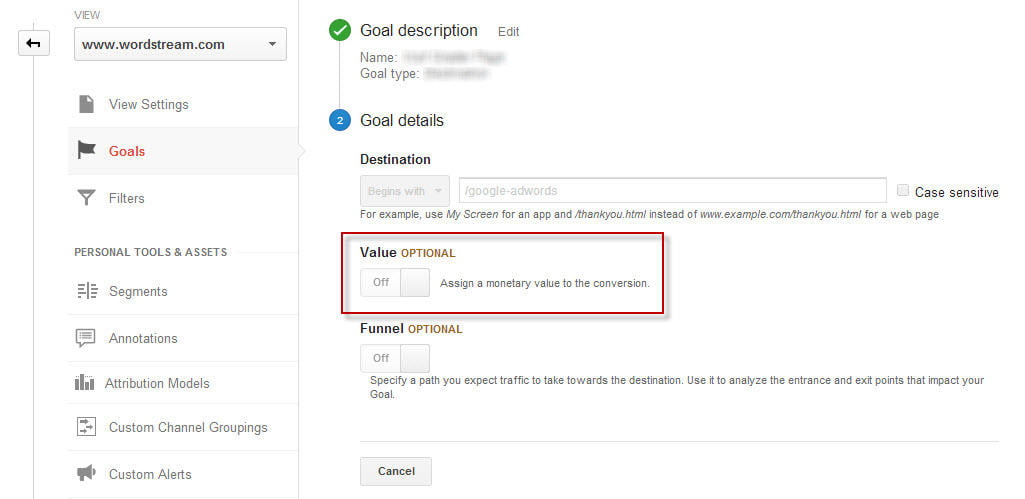 VIEW
www.wordstream.com
View Settings
Goals
Filters
PERSONAL TOOLS & ASSETS
Segments
Annotations
Attribution Models
Custom Channel Groupings
Custom Alerts
Goal description Edit
Name:
Goal type:
2 Goal details
Destination
Begins with /google-adwords Case sensitive
For example, use My Screen for an app and /thankyou.html instead of www.example.com/thankyou.html for a web page
Value OPTIONAL
Off Assign a monetary value to the conversion.
Funnel OPTIONAL
Off
Specify a path you expect traffic to take towards the destination. Use it to analyze the entrance and exit points that impact your
Goal.
Cancel